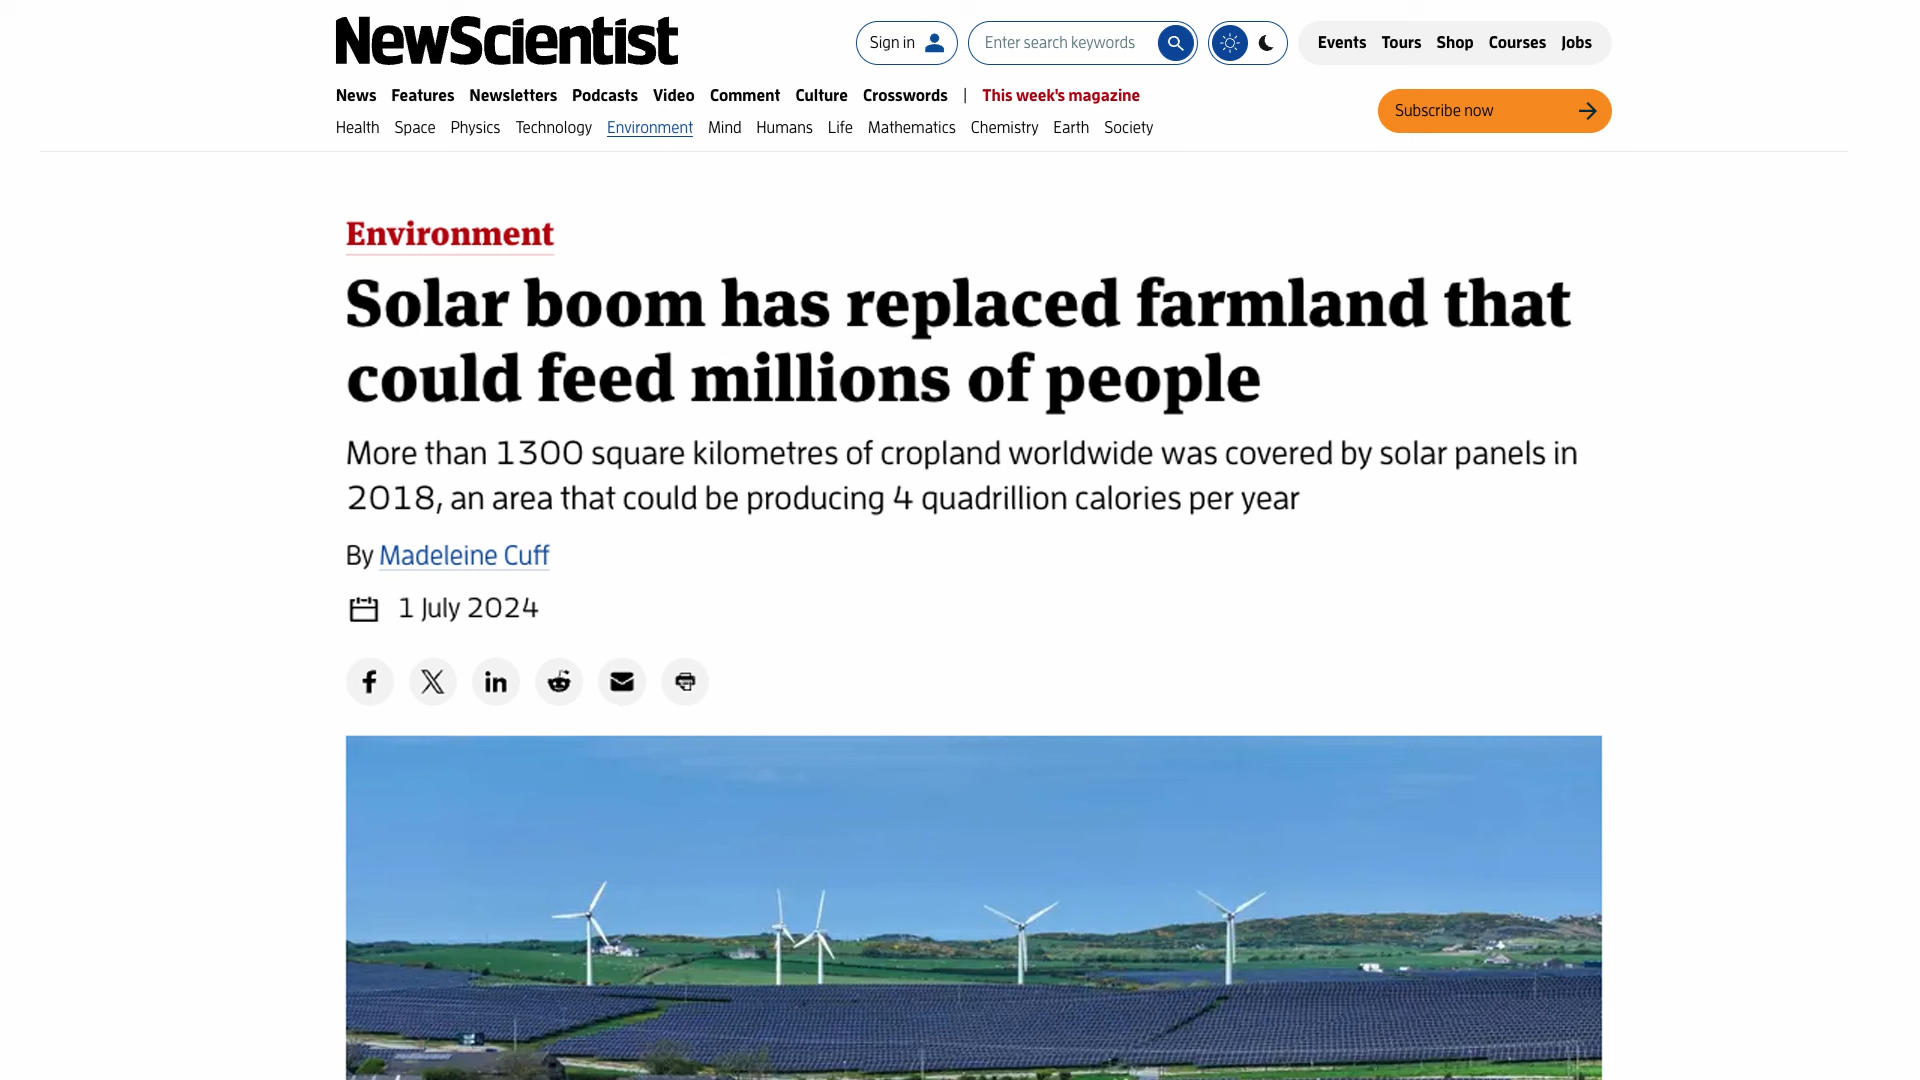 NewScientist
Sign in
Enter search keywords
Events Tours Shop Courses Jobs
News Features Newsletters Podcasts Video Comment Culture Crosswords | This week's magazine
Subscribe now
Health Space Physics Technology Environment Mind Humans Life Mathematics Chemistry Earth Society
Environment
Solar boom has replaced farmland that
could feed millions of people
More than 1300 square kilometres of cropland worldwide was covered by solar panels in
2018, an area that could be producing 4 quadrillion calories per year
By Madeleine Cuff
1 July 2024